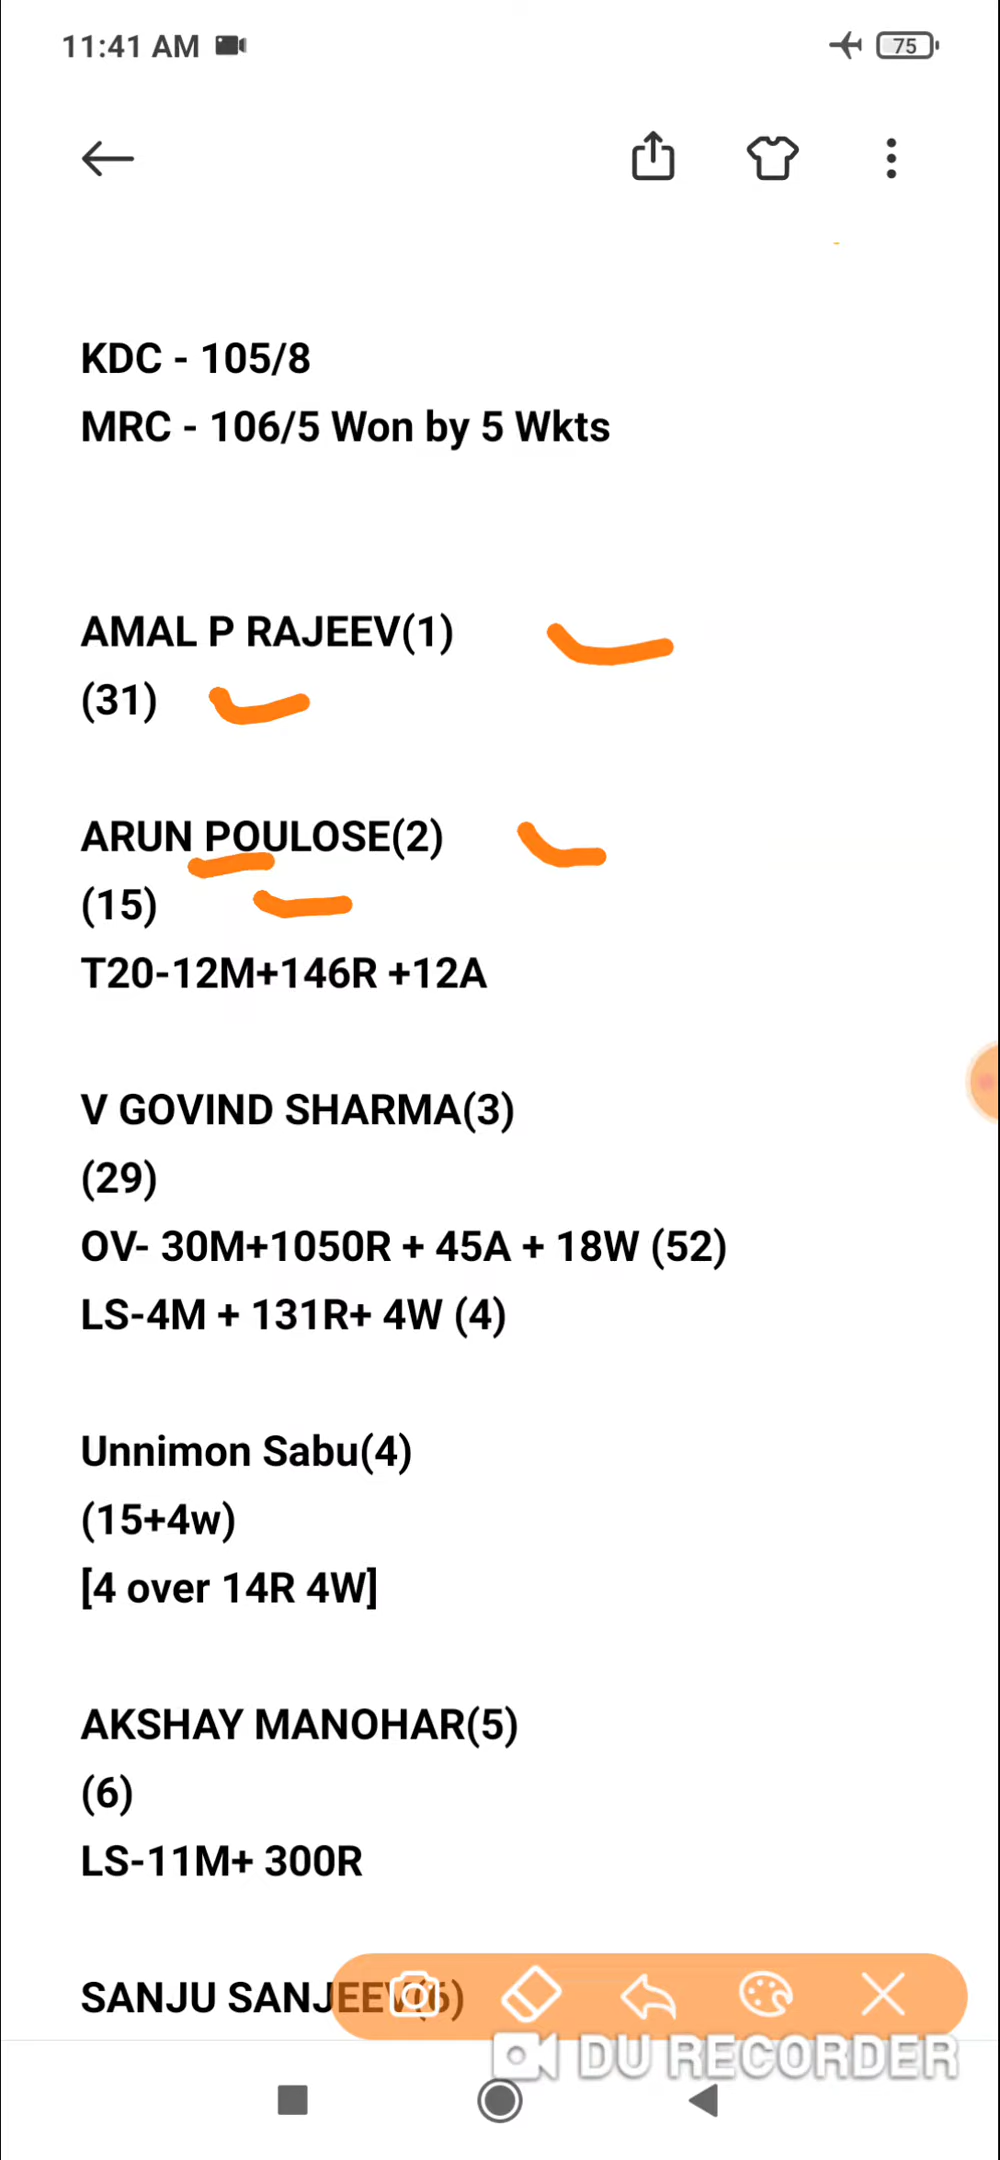 11:41 AM
75
KDC - 105/8
MRC - 106/5 Won by 5 Wkts
AMAL P RAJEEV(1)
(31)
ARUN POULOSE(2)
(15)
T20-12M+146R +12A
V GOVIND SHARMA(3)
(29)
OV- 30M+1050R + 45A + 18W (52)
LS-4M + 131R+ 4W (4)
Unnimon Sabu(4)
(15+4w)
[4 over 14R 4W]
AKSHAY MANOHAR(5)
(6)
LS-11M+ 300R
SANJU SANJEEV(6)
DU RECORDER